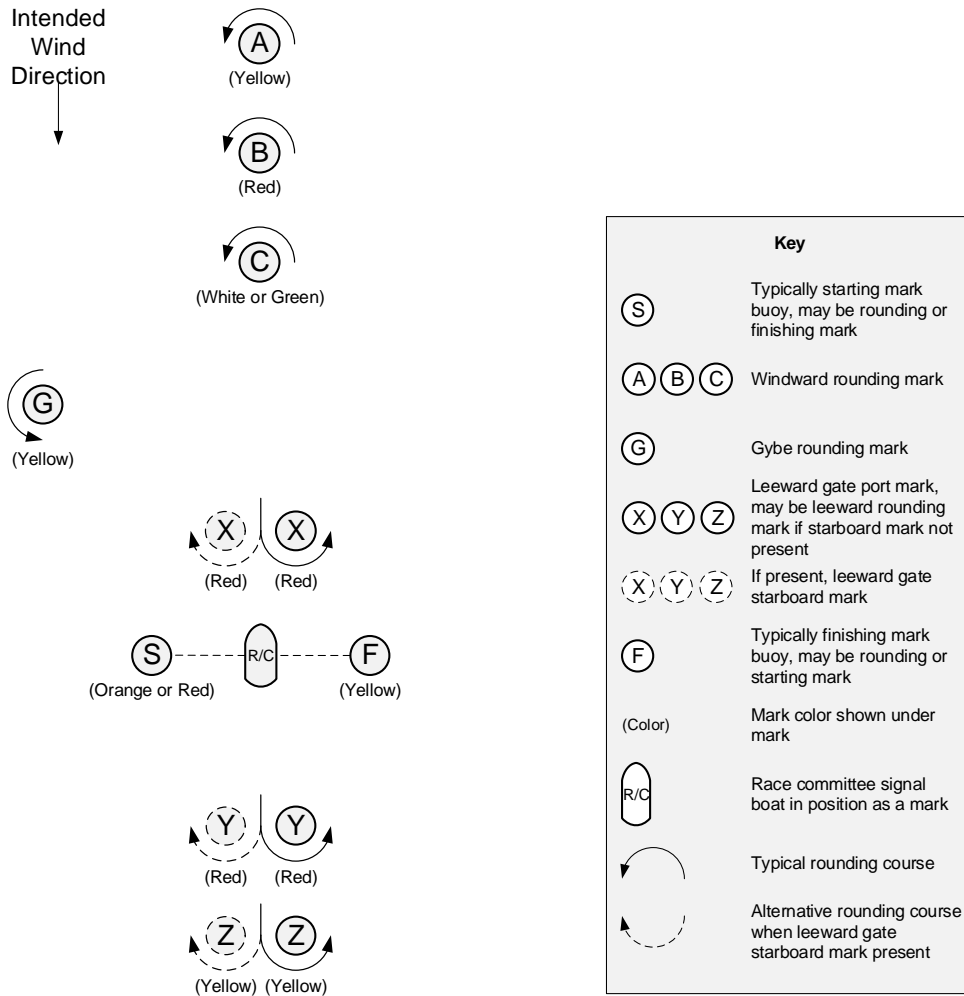 Intended
Wind
Direction
A
(Yellow)
B
(Red)
C
(White or Green)
G
(Yellow)
X X
(Red) (Red)
S R/C F
(Orange or Red) (Yellow)
Y Y
(Red) (Red)
Z Z
(Yellow) (Yellow)
Key
S
Typically starting mark
buoy, may be rounding or
finishing mark
A B C Windward rounding mark
G Gybe rounding mark
X Y Z
Leeward gate port mark,
may be leeward rounding
mark if starboard mark not
present
X Y Z
If present, leeward gate
starboard mark
F
Typically finishing mark
buoy, may be rounding or
starting mark
(Color)
Mark color shown under
mark
R/C
Race committee signal
boat in position as a mark
Typical rounding course
Alternative rounding course
when leeward gate
starboard mark present